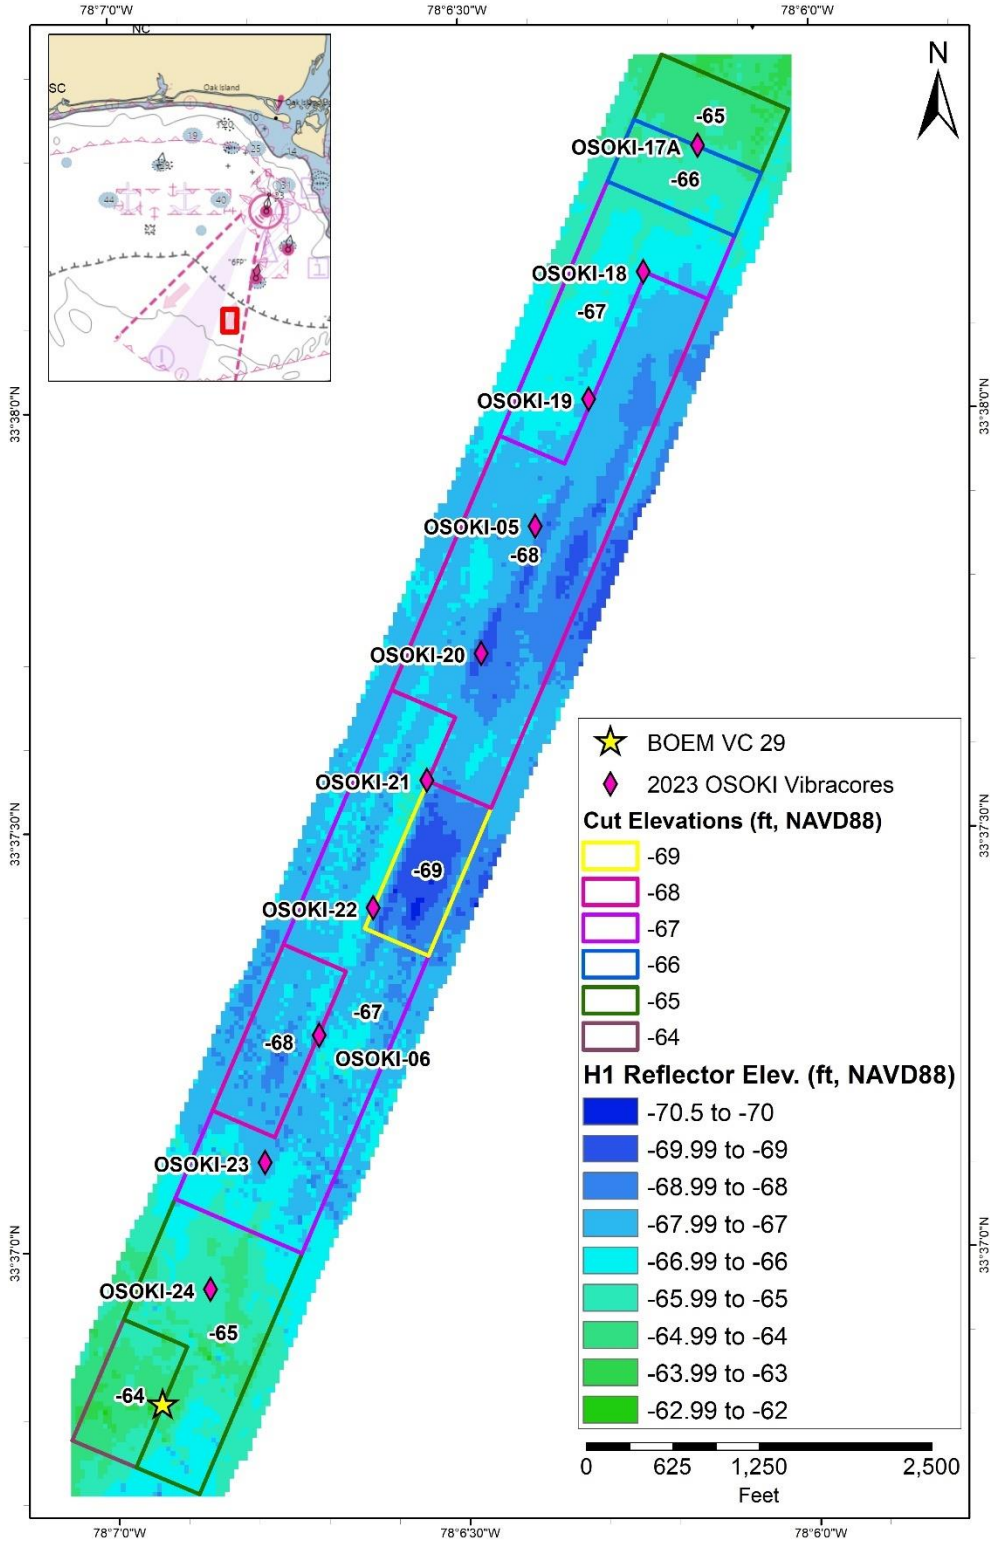 78°7'0"W
78°6'30"W
78°6'0"W
NC
SC
Oak Island
10
19
25
14
44
40
"6FP"
N
33°38'0"N
33°38'0"N
33°37'30"N
33°37'30"N
33°37'0"N
33°37'0"N
-65
OSOKI-17A
-66
OSOKI-18
-67
OSOKI-19
OSOKI-05
-68
OSOKI-20
OSOKI-21
-69
OSOKI-22
-67
-68
OSOKI-06
OSOKI-23
OSOKI-24
-65
-64
BOEM VC 29
2023 OSOKI Vibracores
Cut Elevations (ft, NAVD88)
-69
-68
-67
-66
-65
-64
H1 Reflector Elev. (ft, NAVD88)
-70.5 to -70
-69.99 to -69
-68.99 to -68
-67.99 to -67
-66.99 to -66
-65.99 to -65
-64.99 to -64
-63.99 to -63
-62.99 to -62
0 625 1,250 2,500
Feet
78°7'0"W
78°6'30"W
78°6'0"W